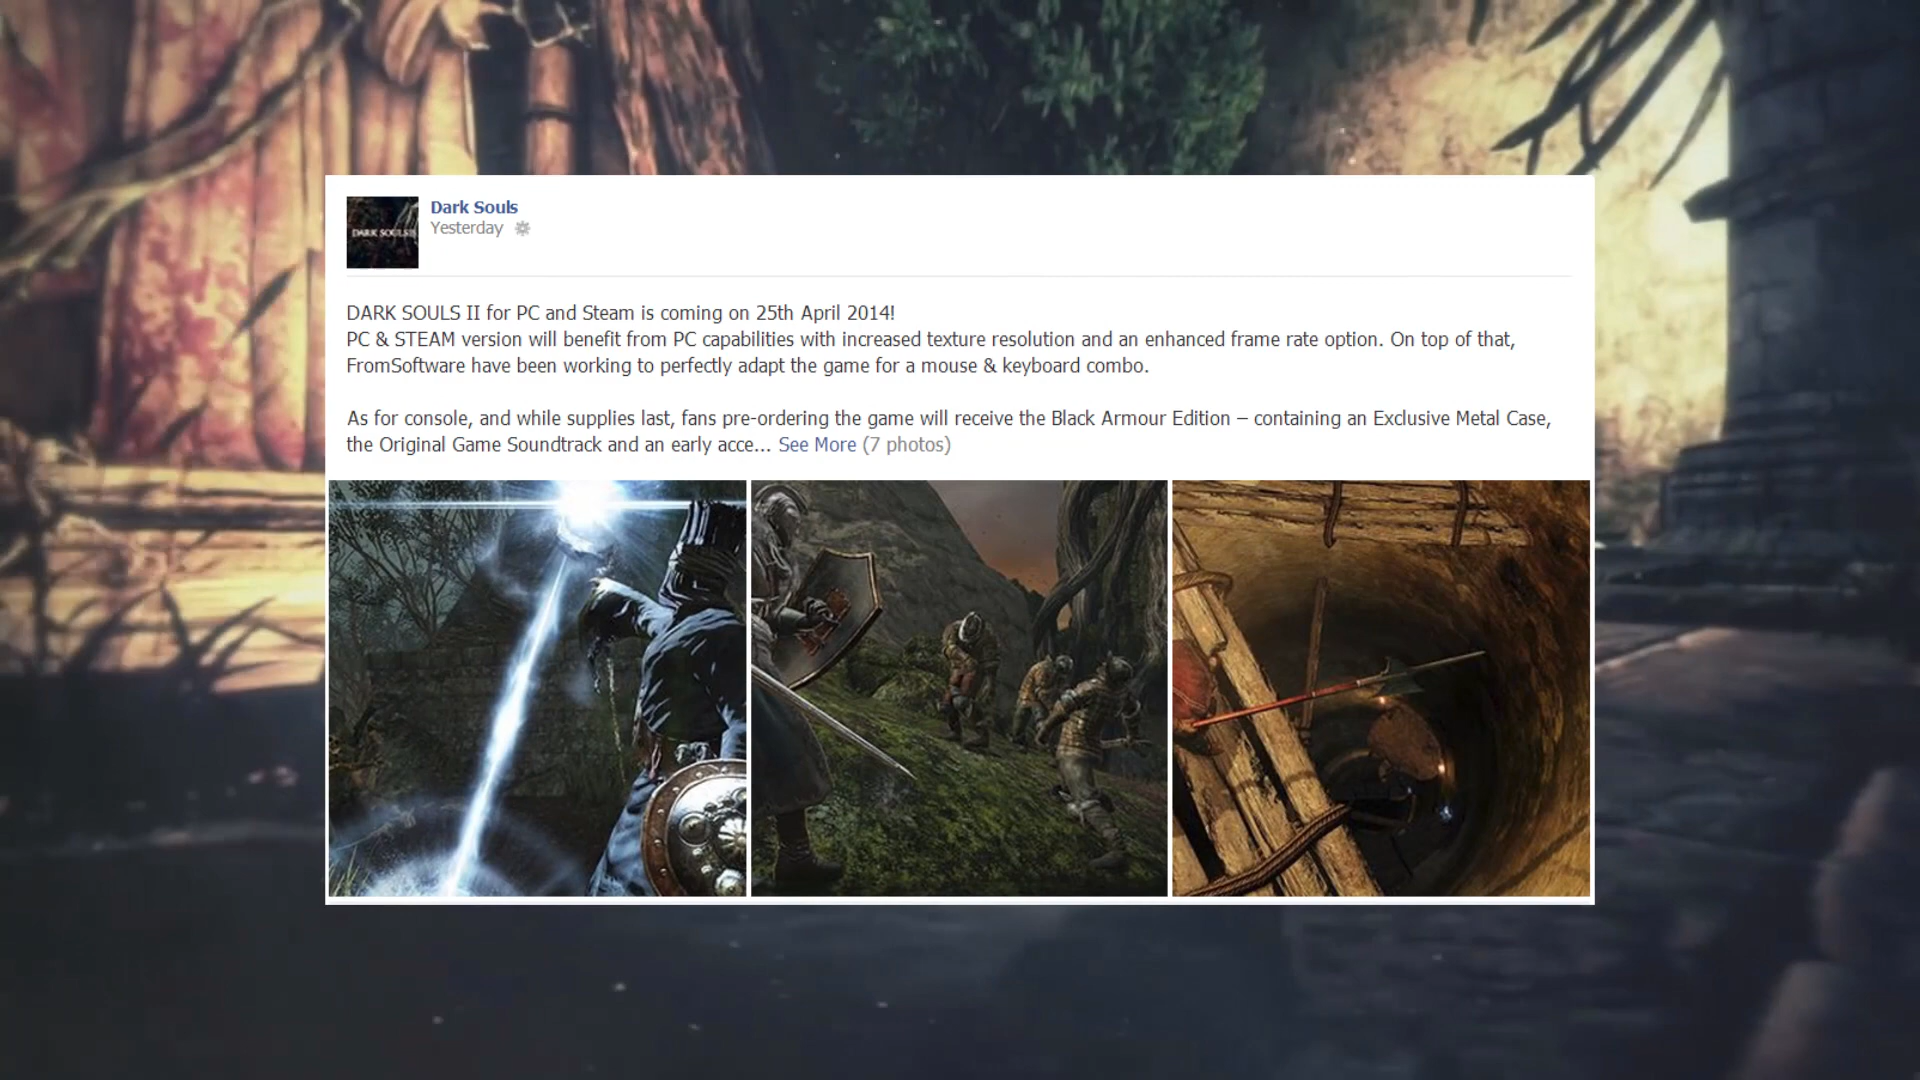 DARK SOULS II
Dark Souls
Yesterday
DARK SOULS II for PC and Steam is coming on 25th April 2014!
PC & STEAM version will benefit from PC capabilities with increased texture resolution and an enhanced frame rate option. On top of that,
FromSoftware have been working to perfectly adapt the game for a mouse & keyboard combo.
As for console, and while supplies last, fans pre-ordering the game will receive the Black Armour Edition – containing an Exclusive Metal Case,
the Original Game Soundtrack and an early acce... See More (7 photos)